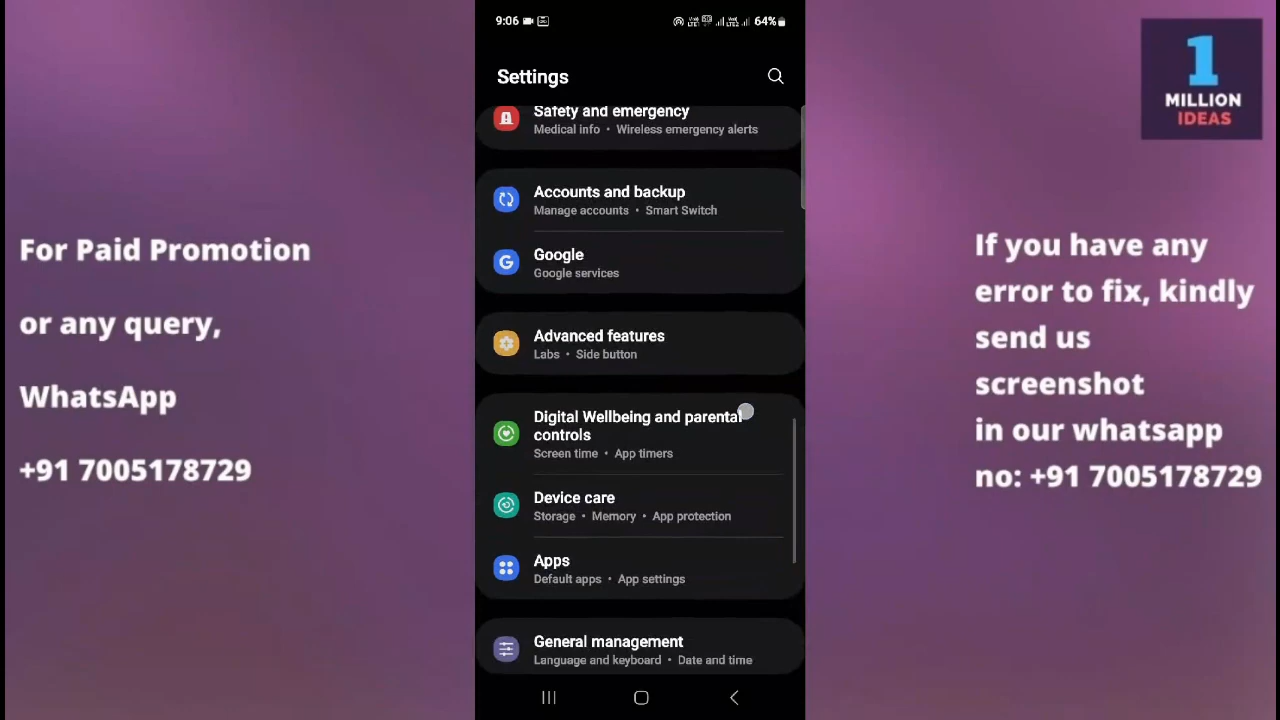 For Paid Promotion
or any query,
WhatsApp
+91 7005178729
9:06
64%
Settings
Safety and emergency
Medical info • Wireless emergency alerts
Accounts and backup
Manage accounts • Smart Switch
Google
Google services
Advanced features
Labs • Side button
Digital Wellbeing and parental
controls
Screen time • App timers
Device care
Storage • Memory • App protection
Apps
Default apps • App settings
General management
Language and keyboard • Date and time
1
MILLION
IDEAS
If you have any
error to fix, kindly
send us
screenshot
in our whatsapp
no: +91 7005178729